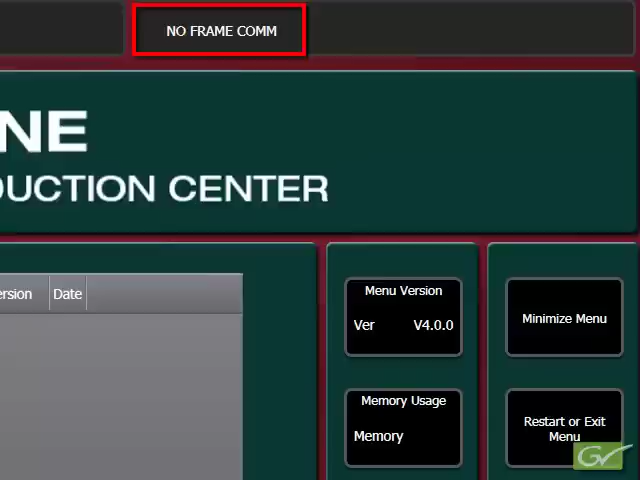 NO FRAME COMM
NE
DUCTION CENTER
ersion Date
Menu Version
Ver V4.0.0
Minimize Menu
Memory Usage
Memory
Restart or Exit
Menu